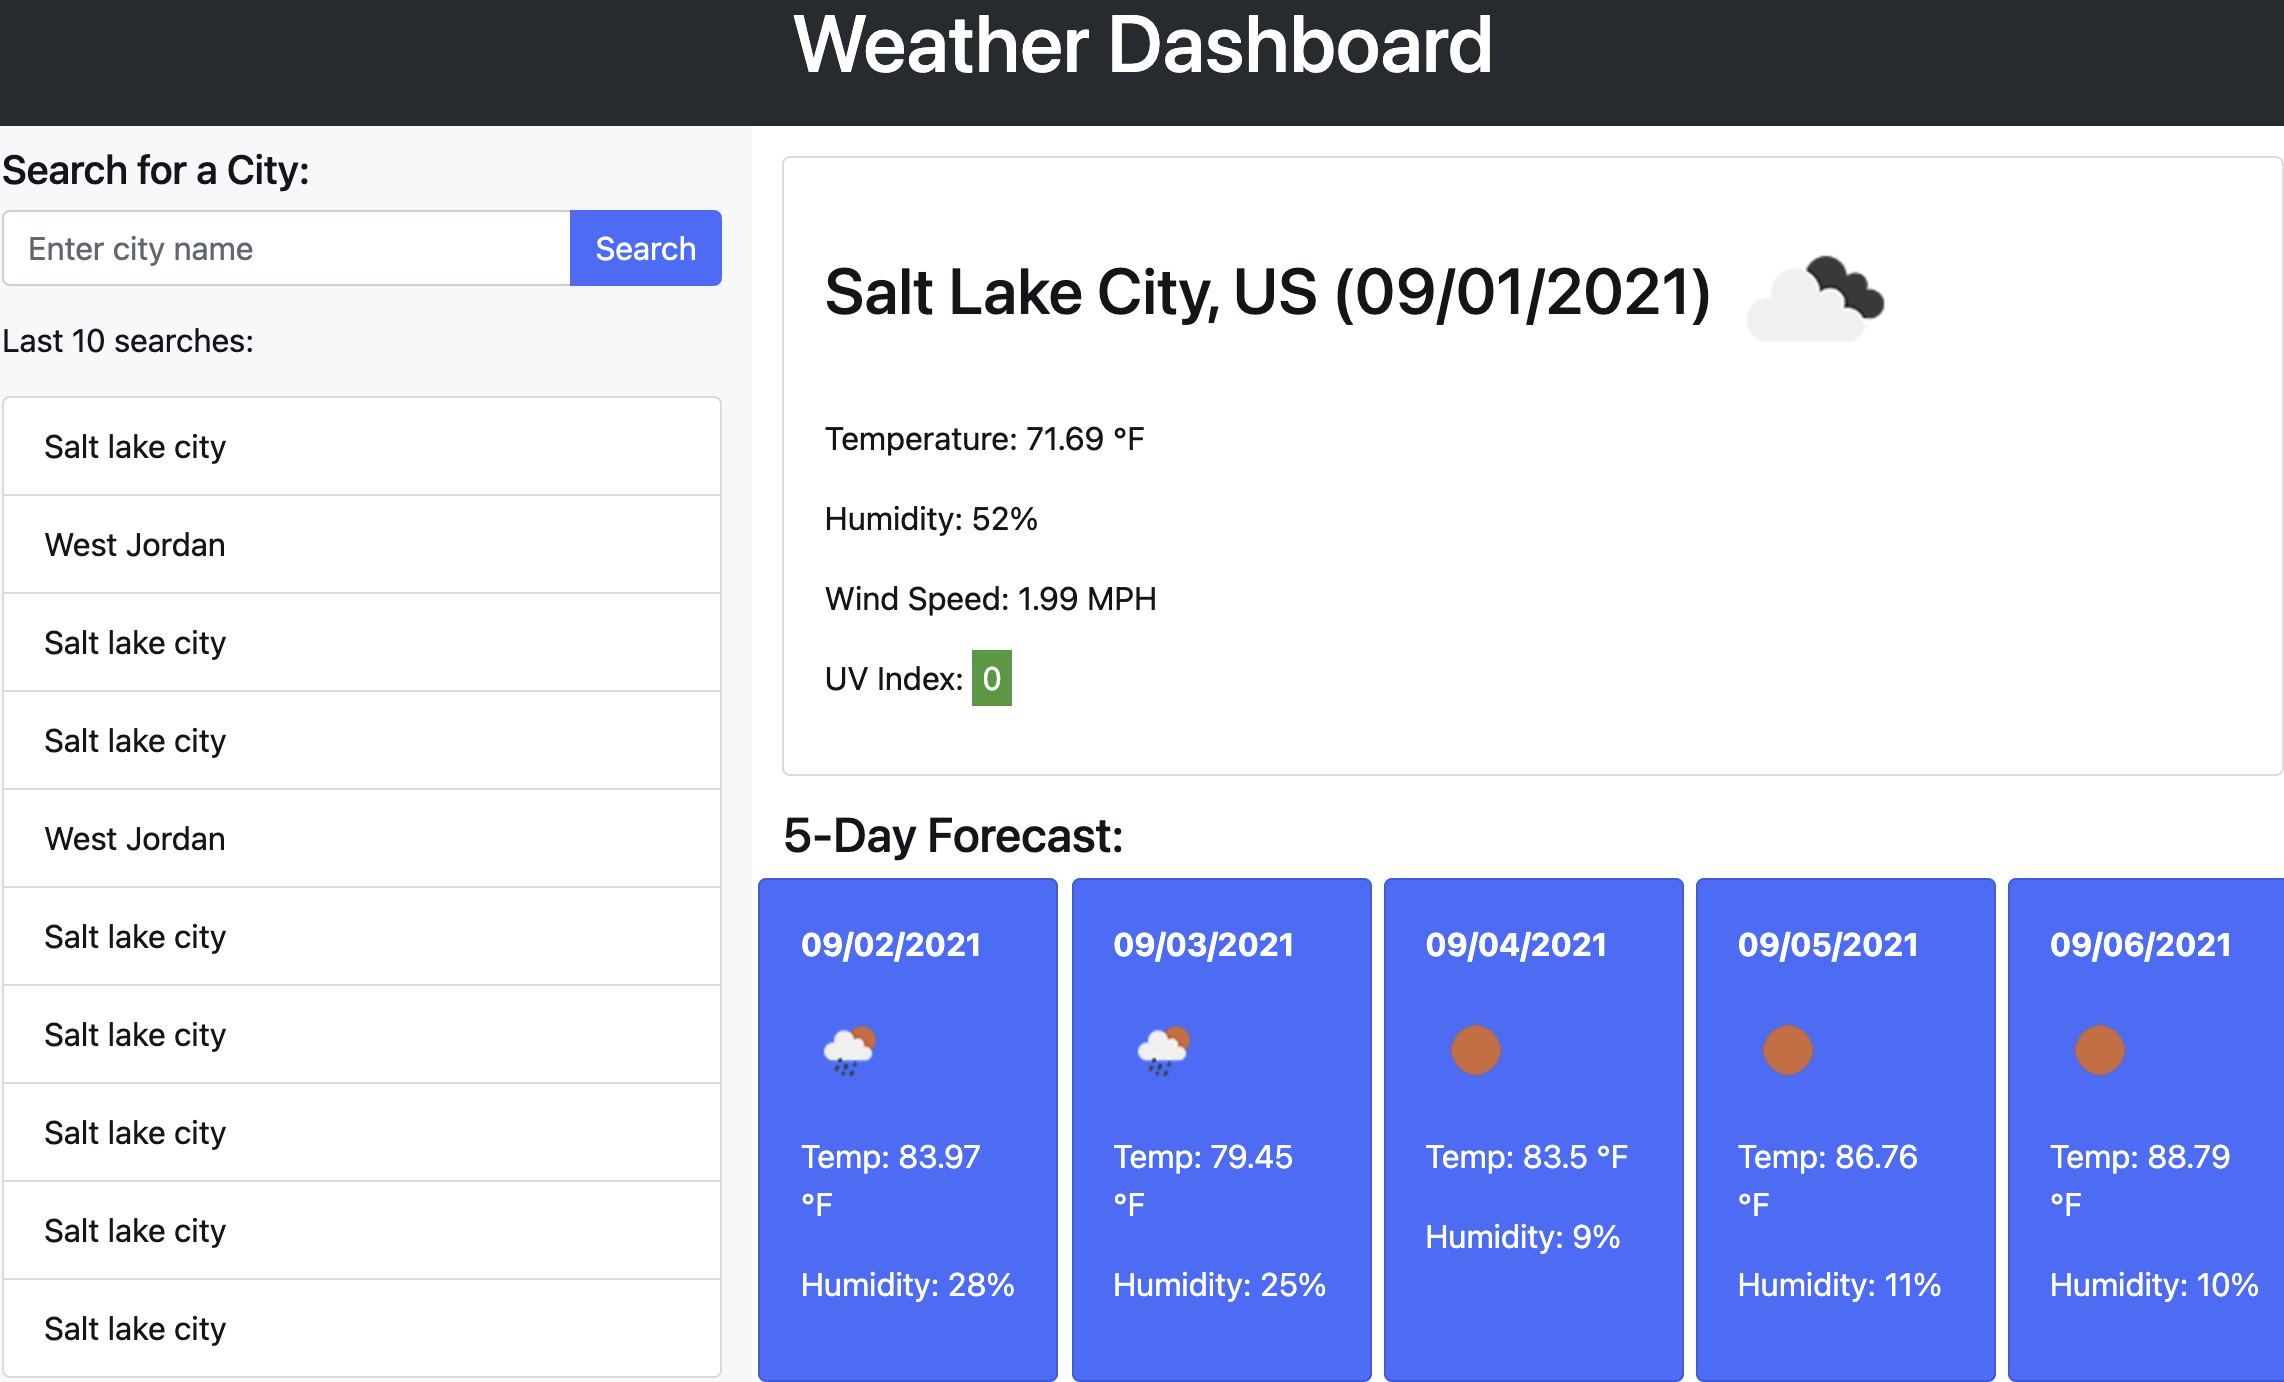 Weather Dashboard
Search for a City:
Enter city name
Search
Last 10 searches:
Salt lake city
West Jordan
Salt lake city
Salt lake city
West Jordan
Salt lake city
Salt lake city
Salt lake city
Salt lake city
Salt lake city
Salt Lake City, US (09/01/2021)
Temperature: 71.69 °F
Humidity: 52%
Wind Speed: 1.99 MPH
UV Index: 0
5-Day Forecast:
09/02/2021
Temp: 83.97
°F
Humidity: 28%
09/03/2021
Temp: 79.45
°F
Humidity: 25%
09/04/2021
Temp: 83.5 °F
Humidity: 9%
09/05/2021
Temp: 86.76
°F
Humidity: 11%
09/06/2021
Temp: 88.79
°F
Humidity: 10%